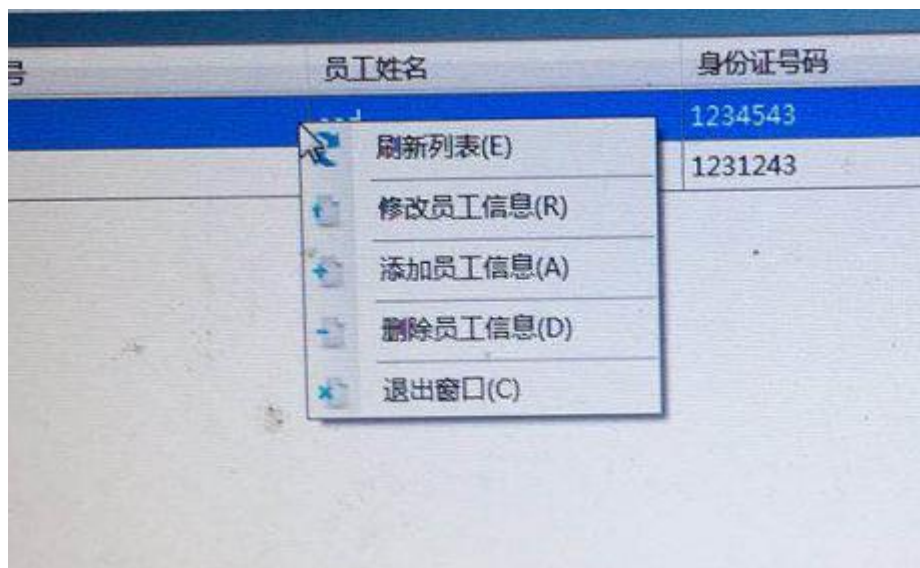 号 员工姓名 身份证号码
1234543
刷新列表(E)
1231243
修改员工信息(R)
添加员工信息(A)
删除员工信息(D)
退出窗口(C)